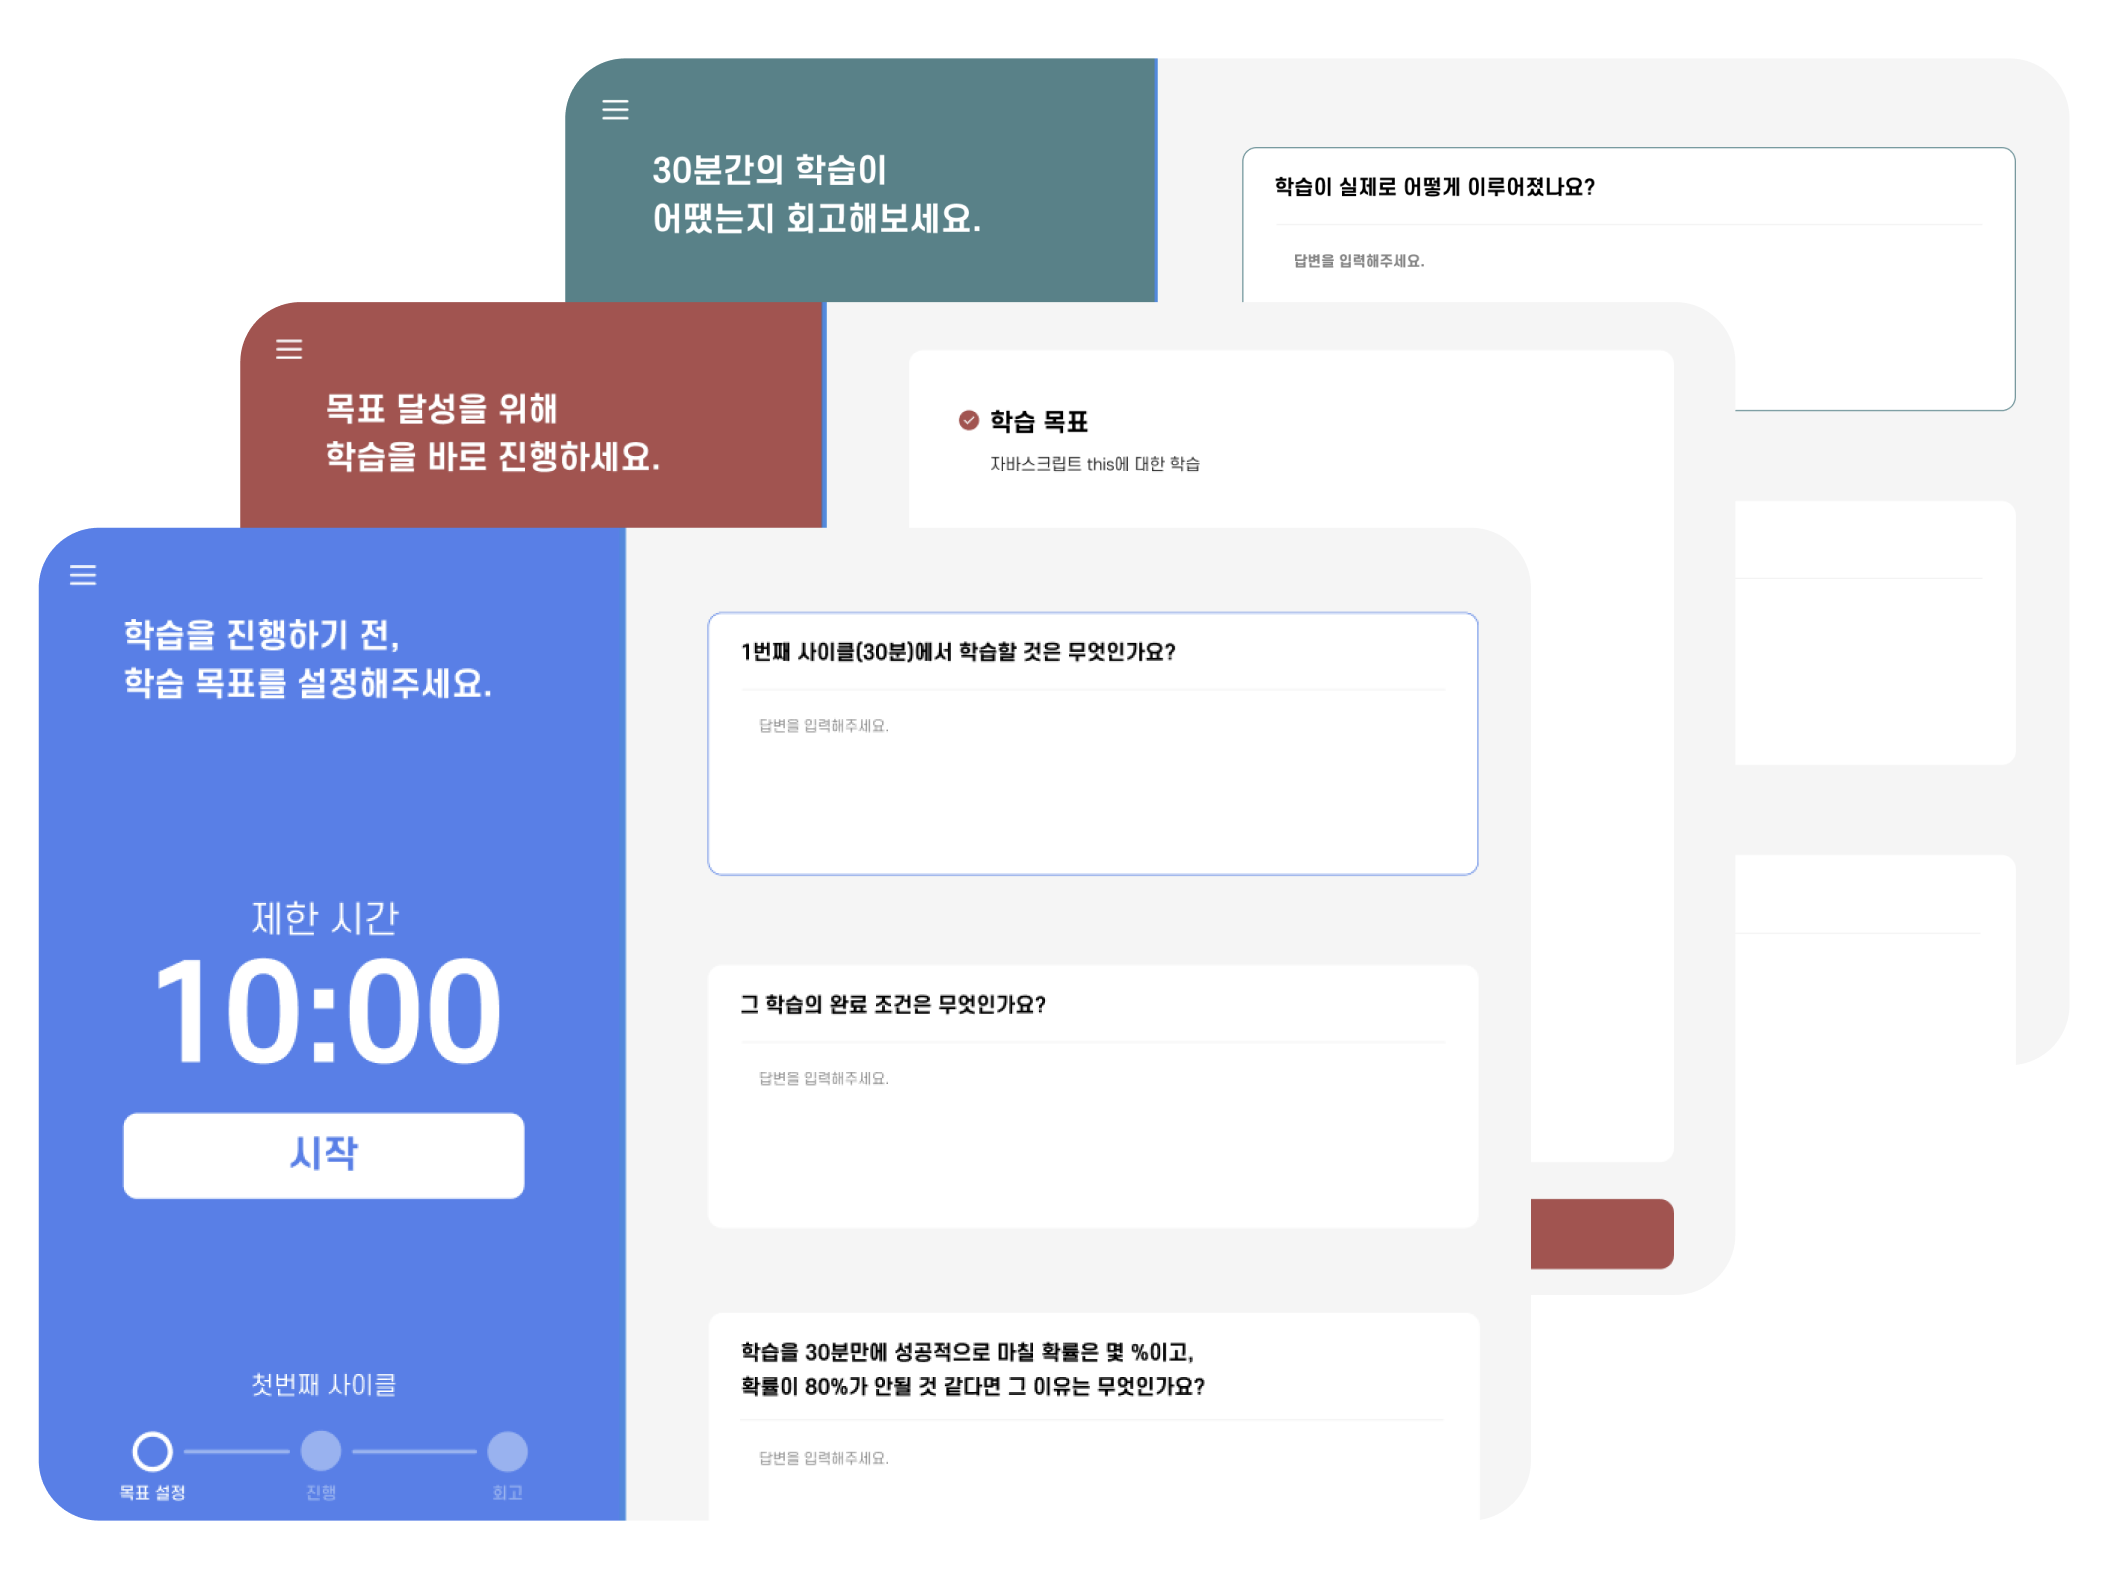 30분간의 학습이
어땠는지 회고해보세요.
학습이 실제로 어떻게 이루어졌나요?
답변을 입력해주세요.
목표 달성을 위해
학습을 바로 진행하세요.
학습 목표
자바스크립트 this에 대한 학습
학습을 진행하기 전,
학습 목표를 설정해주세요.
제한 시간
10:00
시작
첫번째 사이클
목표 설정
진행
회고
1번째 사이클(30분)에서 학습할 것은 무엇인가요?
답변을 입력해주세요.
그 학습의 완료 조건은 무엇인가요?
답변을 입력해주세요.
학습을 30분만에 성공적으로 마칠 확률은 몇 %이고,
확률이 80%가 안될 것 같다면 그 이유는 무엇인가요?
답변을 입력해주세요.